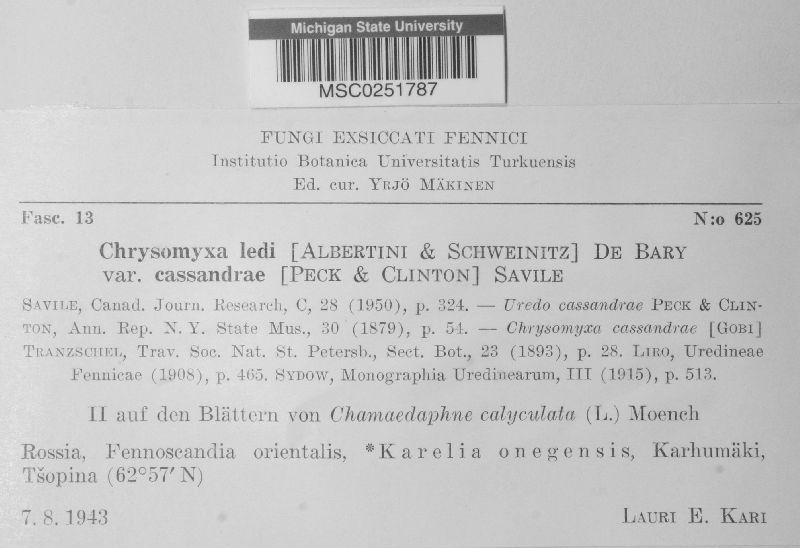 Michigan State University
MSC0251787
FUNGI EXSICCATI FENNICI
Institutio Botanica Universitatis Turkuensis
Ed. cur. YRJÖ MÄKINEN
Fasc. 13 N:o 625
Chrysomyxa ledi [ALBERTINI & SCHWEINITZ] DE BARY
var. cassandrae [PECK & CLINTON] SAVILE
SAVILE, Canad. Journ. Research, C, 28 (1950), p. 324. — Uredo cassandrae PECK & CLIN-
TON, Ann. Rep. N. Y. State Mus., 30 (1879), p. 54. — Chrysomyxa cassandrae [GOBI]
TRANZSCHEL, Trav. Soc. Nat. St. Petersb., Sect. Bot., 23 (1893), p. 28. LIRO, Uredineae
Fennicae (1908), p. 465. SYDOW, Monographia Uredinearum, III (1915), p. 513.
II auf den Blättern von Chamaedaphne calyculata (L.) Moench
Rossia, Fennoscandia orientalis, *Karelia onegensis, Karhumäki,
Tšopina (62°57′ N)
7. 8. 1943 LAURI E. KARI